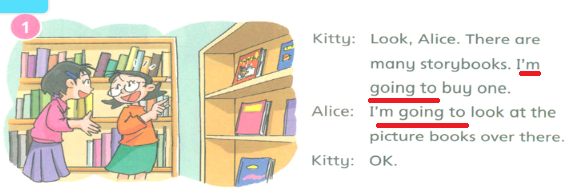 1
Kitty: Look, Alice. There are
many storybooks. I'm
going to buy one.
Alice: I'm going to look at the
picture books over there.
Kitty: OK.